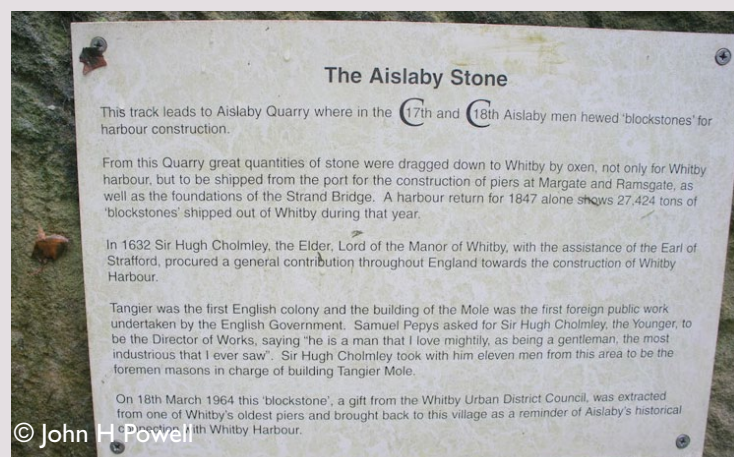 The Aislaby Stone
This track leads to Aislaby Quarry where in the C17th and C18th Aislaby men hewed 'blockstones' for
harbour construction.
From this Quarry great quantities of stone were dragged down to Whitby by oxen, not only for Whitby
harbour, but to be shipped from the port for the construction of piers at Margate and Ramsgate, as
well as the foundations of the Strand Bridge. A harbour return for 1847 alone shows 27,424 tons of
'blockstones' shipped out of Whitby during that year.
In 1632 Sir Hugh Cholmley, the Elder, Lord of the Manor of Whitby, with the assistance of the Earl of
Strafford, procured a general contribution throughout England towards the construction of Whitby
Harbour.
Tangier was the first English colony and the building of the Mole was the first foreign public work
undertaken by the English Government. Samuel Pepys asked for Sir Hugh Cholmley, the Younger, to
be the Director of Works, saying "he is a man that I love mightily, as being a gentleman, the most
industrious that I ever saw". Sir Hugh Cholmley took with him eleven men from this area to be the
foremen masons in charge of building Tangier Mole.
On 18th March 1964 this 'blockstone', a gift from the Whitby Urban District Council, was extracted
from one of Whitby's oldest piers and brought back to this village as a reminder of Aislaby's historical
connection with Whitby Harbour.
© John H Powell